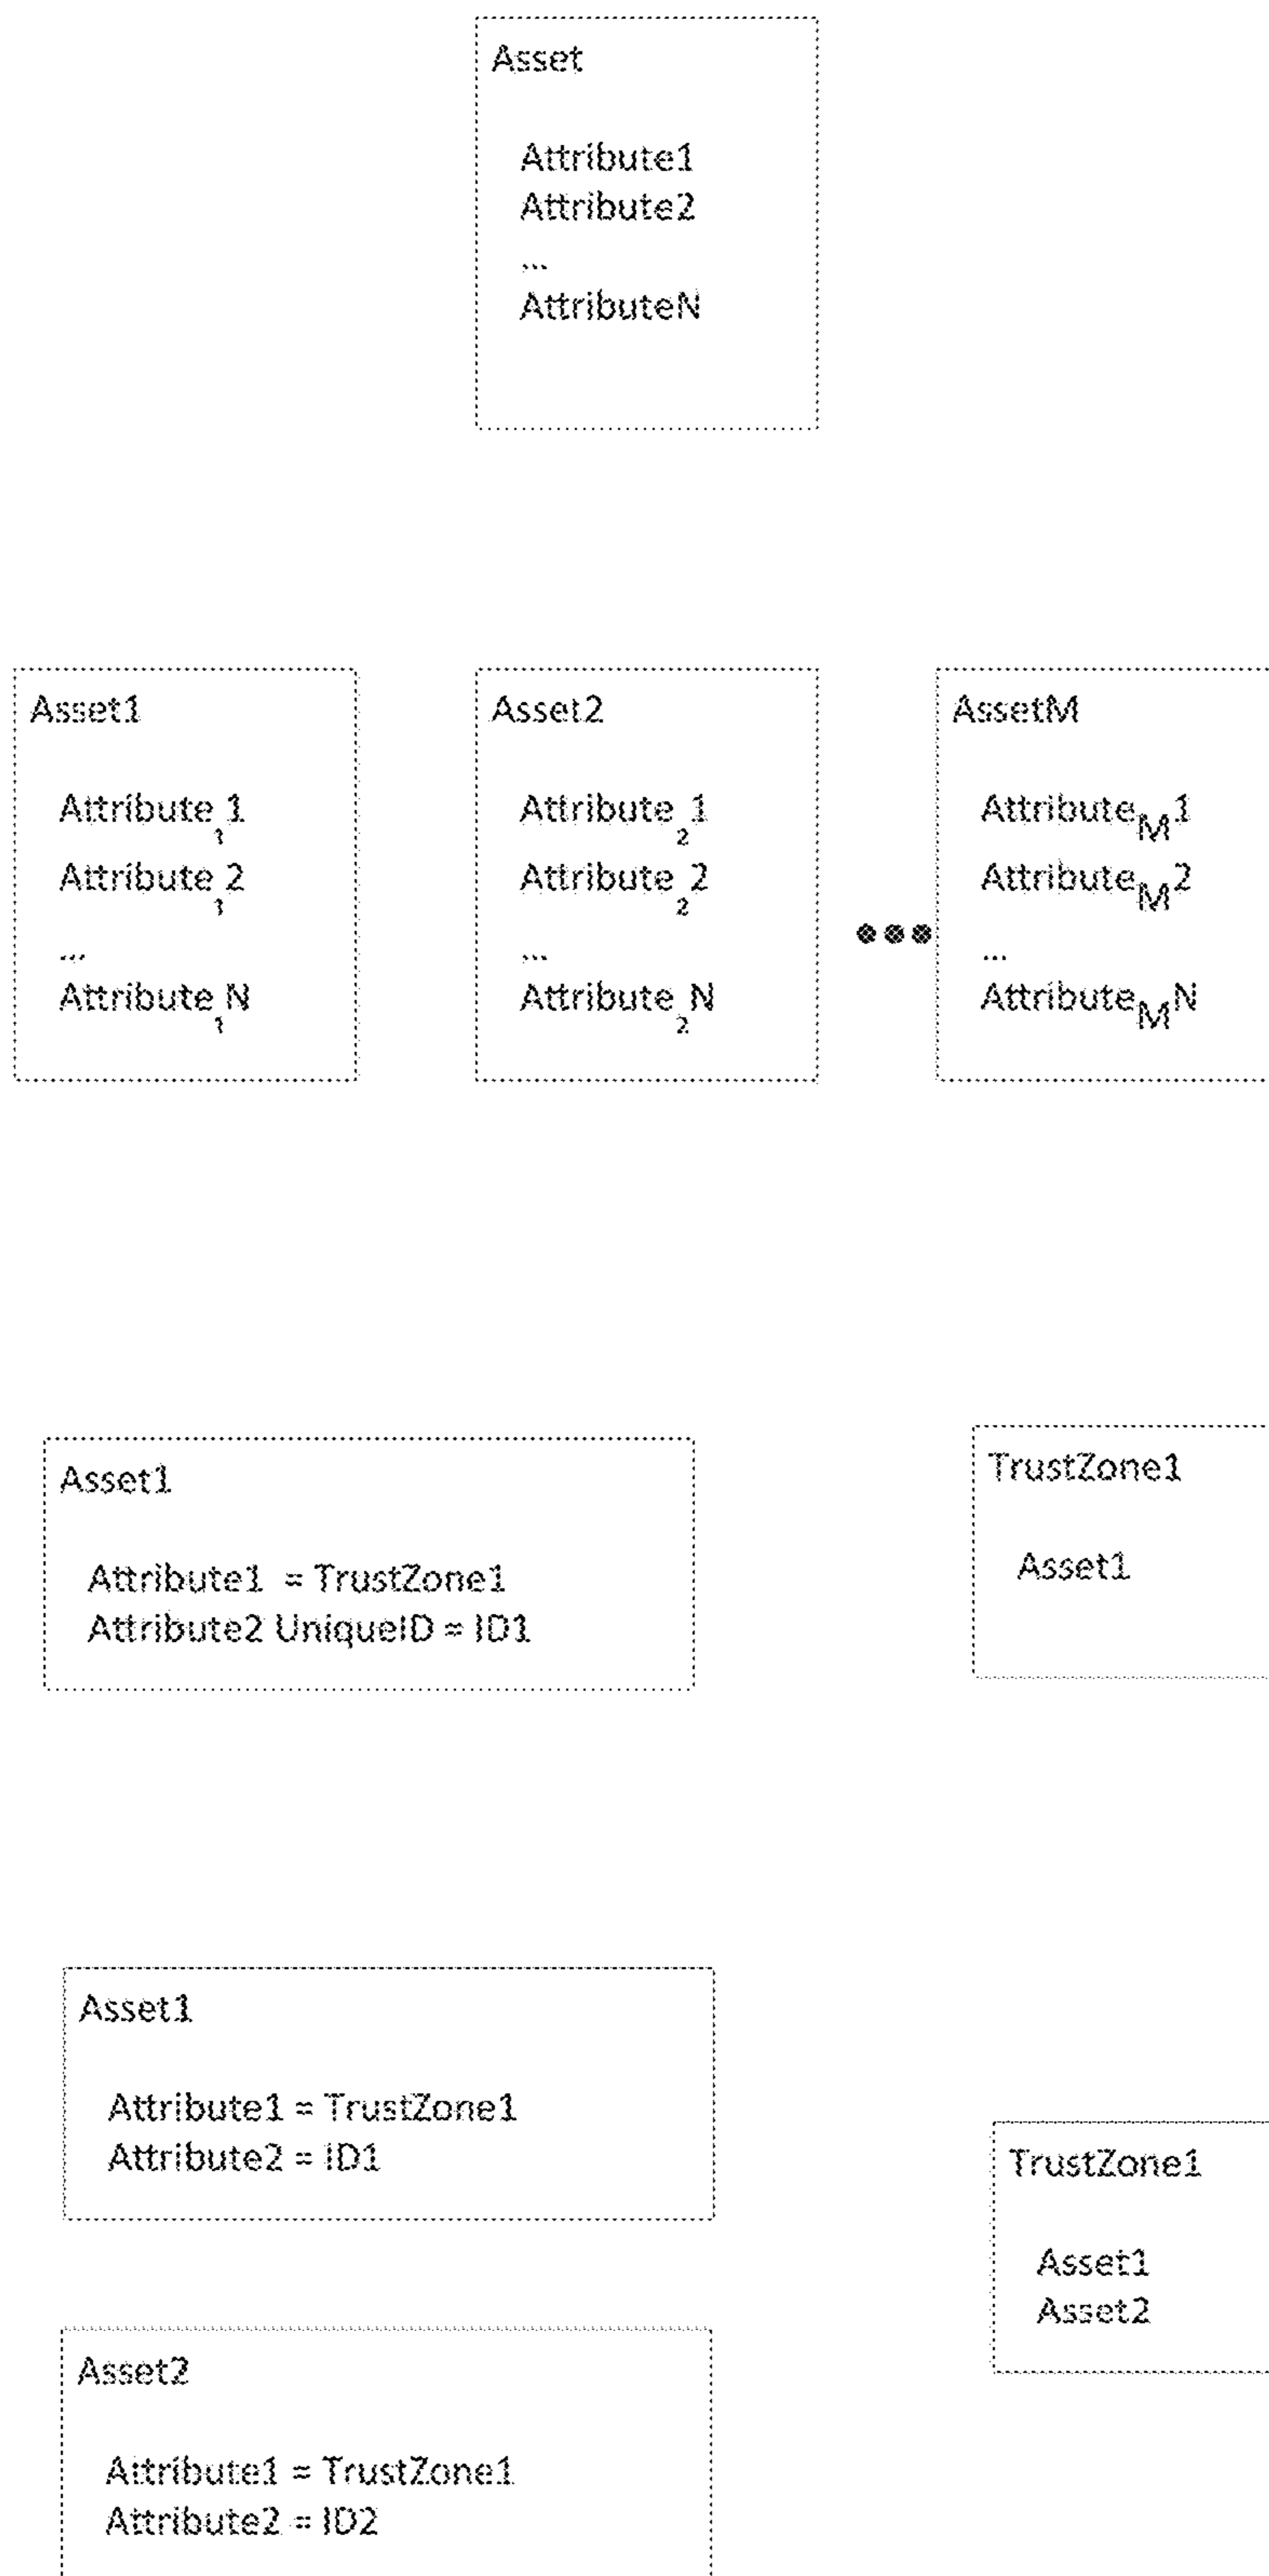 Asset
Attribute1
Attribute2
...
AttributeN
Asset1
Attribute₁1
Attribute₁2
...
Attribute₁N
Asset2
Attribute₂1
Attribute₂2
...
Attribute₂N
•••
AssetM
AttributeM1
AttributeM2
...
AttributeMN
Asset1
Attribute1 = TrustZone1
Attribute2 UniqueID = ID1
TrustZone1
Asset1
Asset1
Attribute1 = TrustZone1
Attribute2 = ID1
TrustZone1
Asset1
Asset2
Asset2
Attribute1 = TrustZone1
Attribute2 = ID2